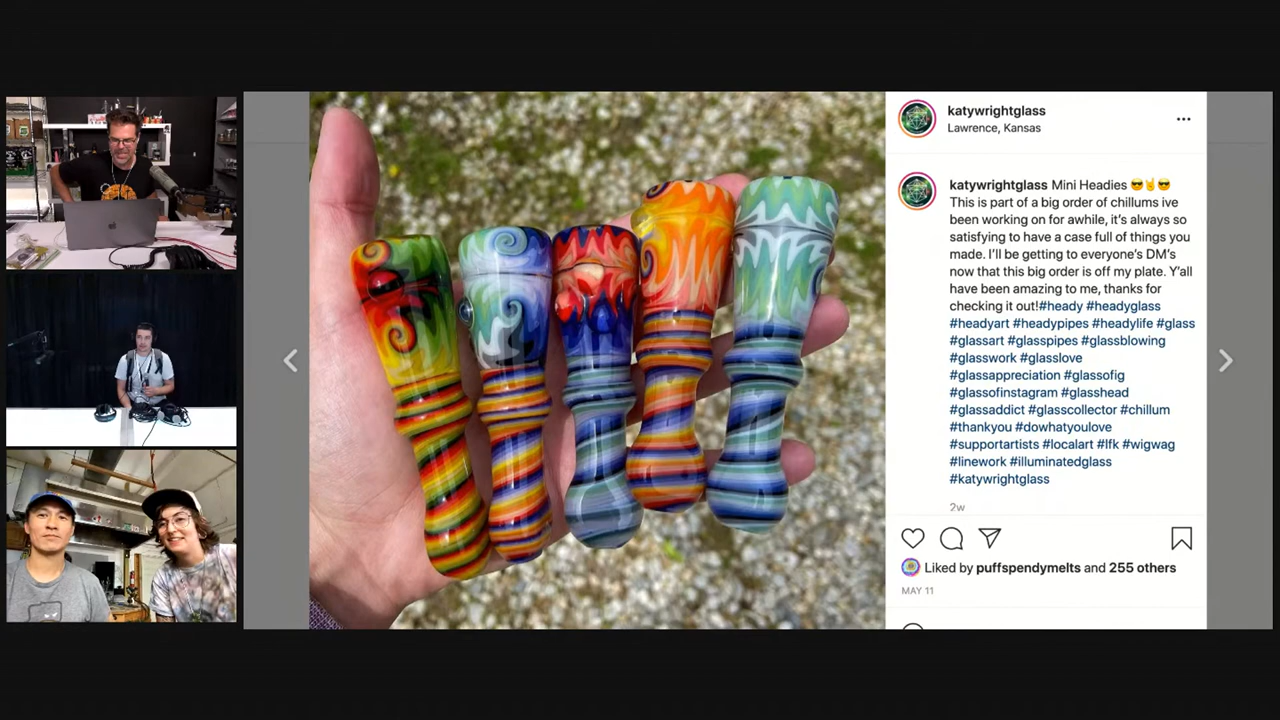 katywrightglass
Lawrence, Kansas
katywrightglass Mini Headies 😎🤘😎
This is part of a big order of chillums ive
been working on for awhile, it's always so
satisfying to have a case full of things you
made. I'll be getting to everyone's DM's
now that this big order is off my plate. Y'all
have been amazing to me, thanks for
checking it out!#heady #headyglass
#headyart #headypipes #headylife #glass
#glassart #glasspipes #glassblowing
#glasswork #glasslove
#glassappreciation #glassofig
#glassofinstagram #glasshead
#glassaddict #glasscollector #chillum
#thankyou #dowhatyoulove
#supportartists #localart #lfk #wigwag
#linework #illuminatedglass
#katywrightglass
2w
Liked by puffspendymelts and 255 others
MAY 11